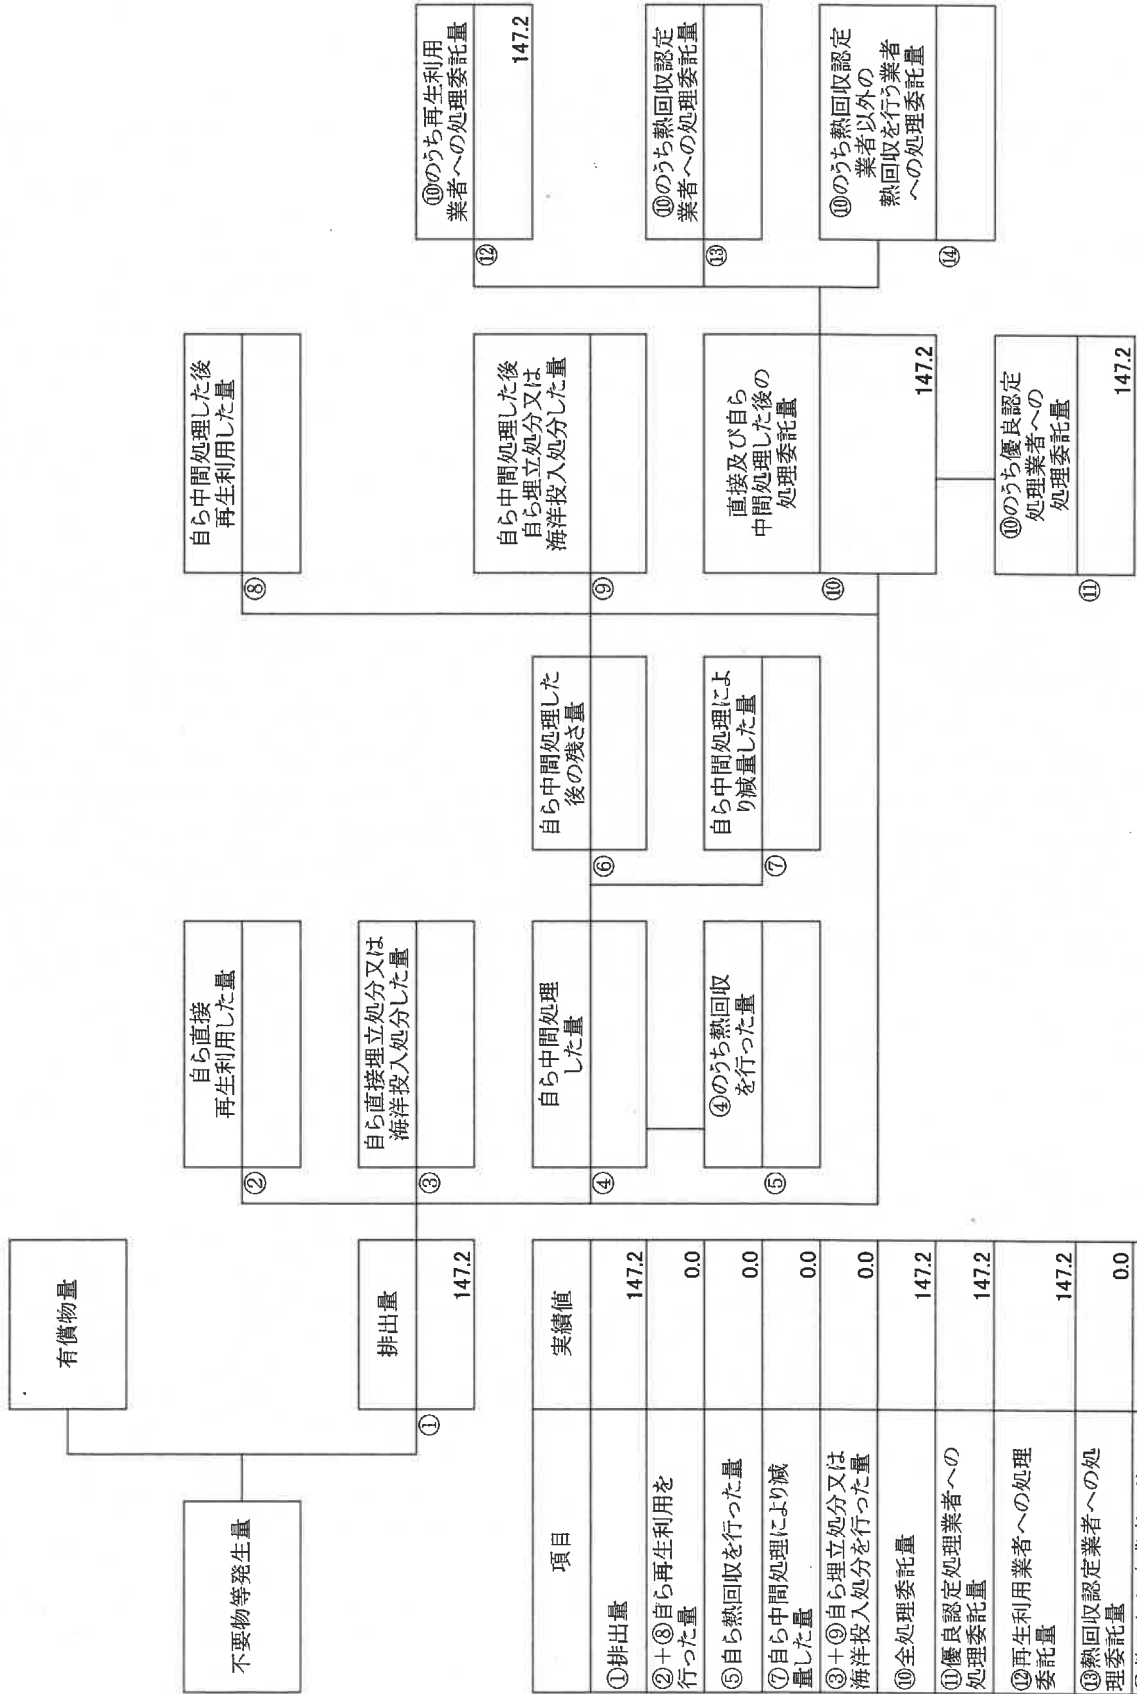 不要物等発生量
有償物量
排出量
①
147.2
自ら直接
再生利用した量
②
自ら直接埋立処分又は
海洋投入処分した量
③
自ら中間処理
した量
④
④のうち熱回収
を行った量
⑤
自ら中間処理した
後の残さ量
⑥
自ら中間処理によ
り減量した量
⑦
自ら中間処理した後
再生利用した量
⑧
自ら中間処理した後
自ら埋立処分又は
海洋投入処分した量
⑨
直接及び自ら
中間処理した後の
処理委託量
⑩
147.2
⑩のうち優良認定
処理業者への
処理委託量
⑪
147.2
⑩のうち再生利用
業者への処理委託量
⑫
147.2
⑩のうち熱回収認定
業者への処理委託量
⑬
⑩のうち熱回収認定
業者以外の
熱回収を行う業者
への処理委託量
⑭
項目 実績値
①排出量 147.2
②+⑧自ら再生利用を
行った量 0.0
⑤自ら熱回収を行った量 0.0
⑦自ら中間処理により減
量した量 0.0
③+⑨自ら埋立処分又は
海洋投入処分を行った量 0.0
⑩全処理委託量 147.2
⑪優良認定処理業者への
処理委託量 147.2
⑫再生利用業者への処理
委託量 147.2
⑬熱回収認定業者への処
理委託量 0.0